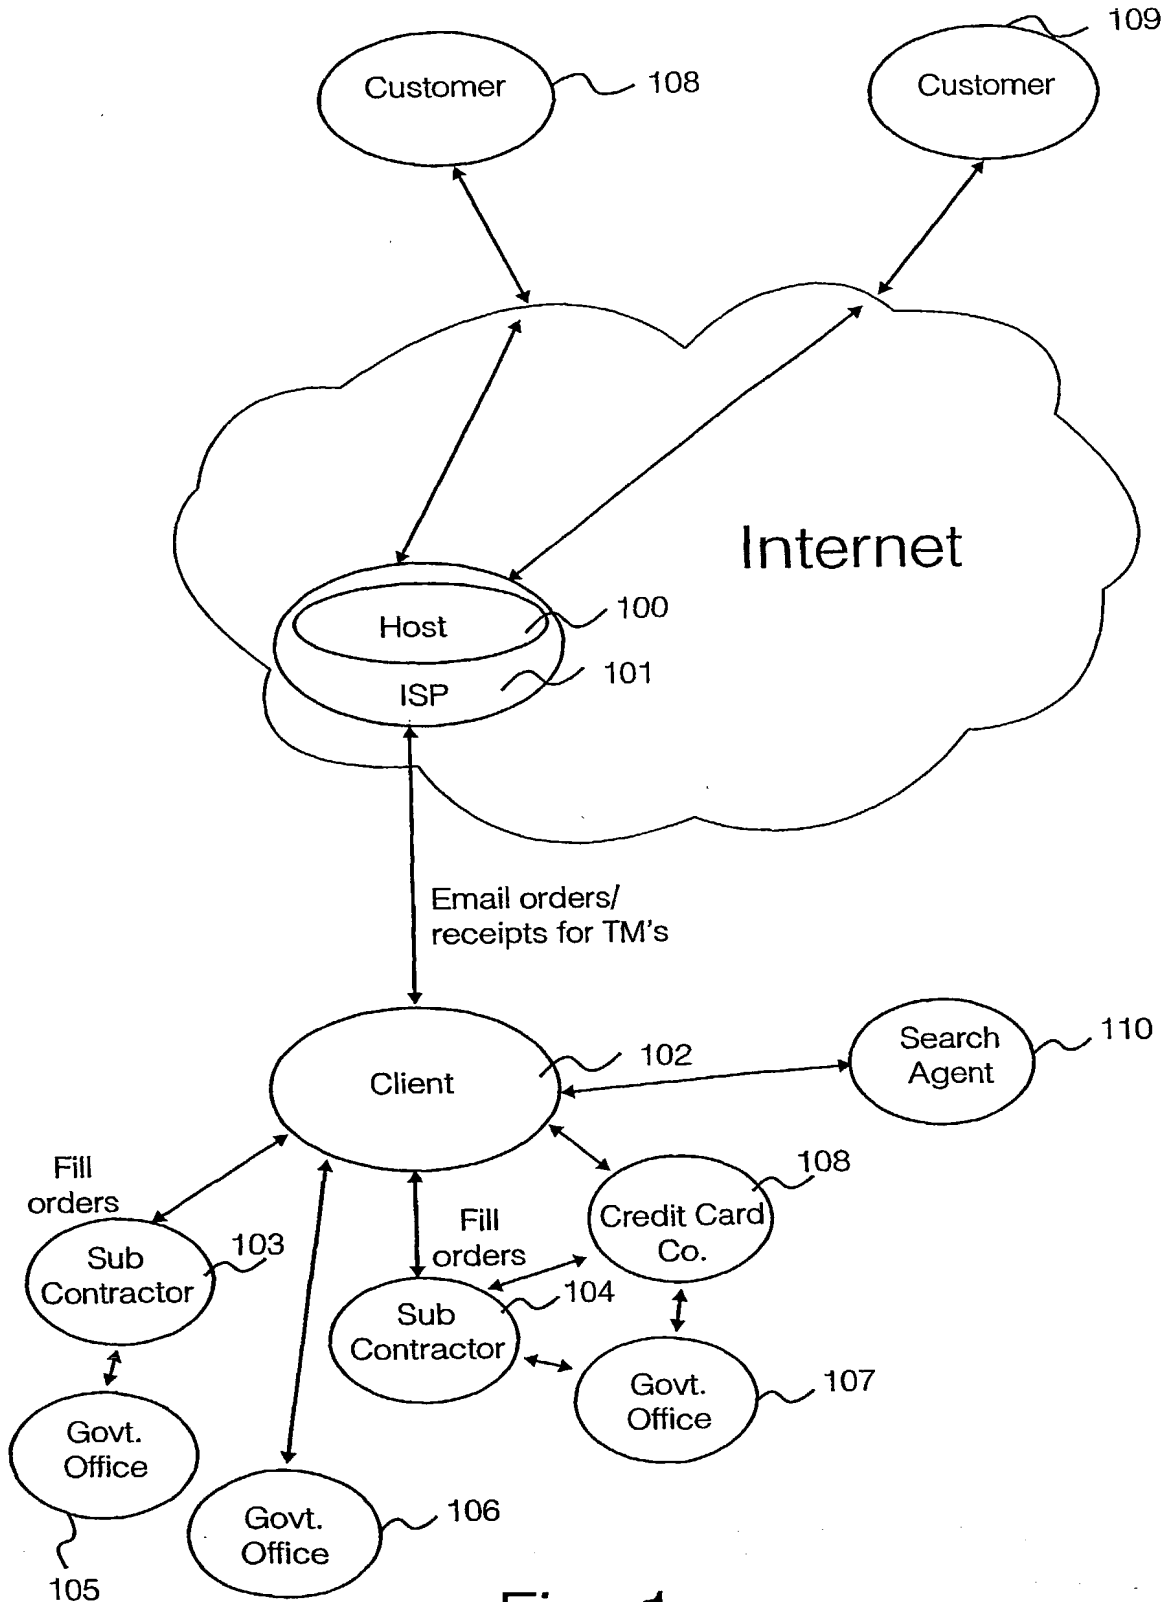 109
Customer
108
Customer
Internet
Host
100
ISP
101
Email orders/
receipts for TM's
Client
102
Search
Agent
110
Fill
orders
Sub
Contractor
103
Fill
orders
Credit Card
Co.
108
Sub
Contractor
104
Govt.
Office
107
Govt.
Office
105
Govt.
Office
106